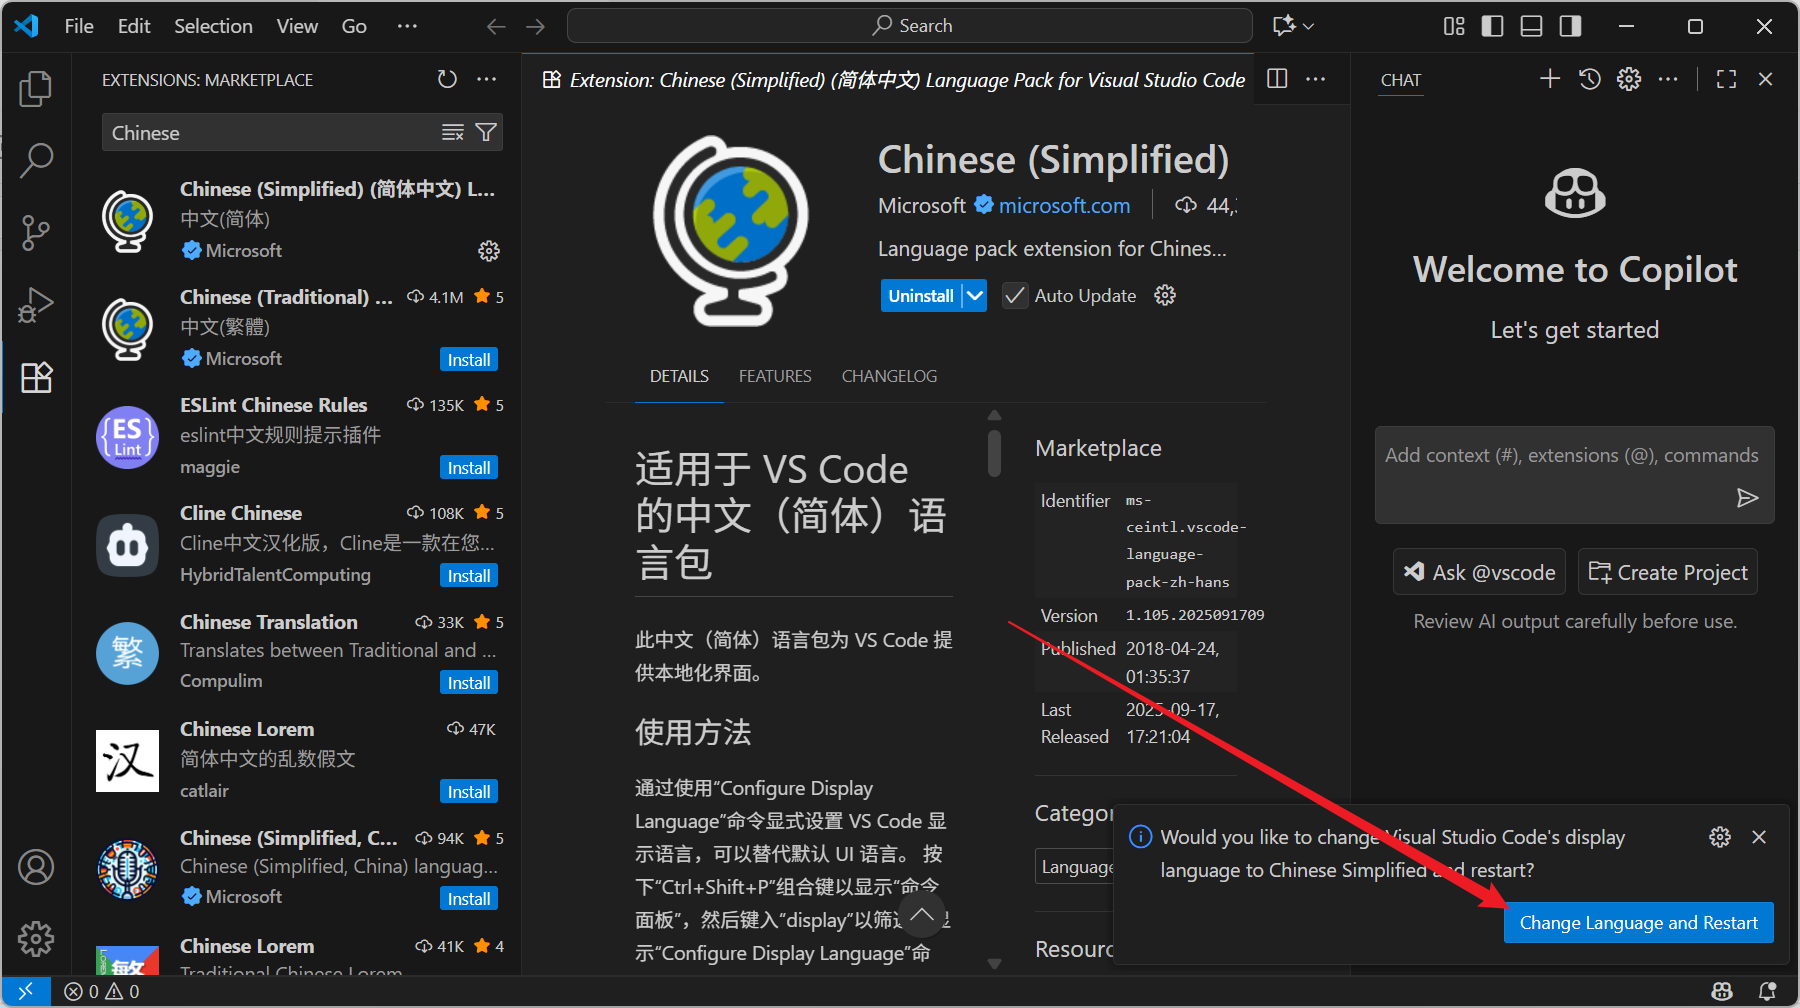 File Edit Selection View Go ··· Search
EXTENSIONS: MARKETPLACE
Chinese
Chinese (Simplified) (简体中文) L...
中文(简体)
Microsoft
Chinese (Traditional) ... 4.1M 5
中文(繁體)
Microsoft Install
ESLint Chinese Rules 135K 5
eslint中文规则提示插件
maggie Install
{ES}
Lint
Cline Chinese 108K 5
Cline中文汉化版，Cline是一款在您...
HybridTalentComputing Install
Chinese Translation 33K 5
Translates between Traditional and ...
Compulim Install
繁
Chinese Lorem 47K
简体中文的乱数假文
catlair Install
汉
Chinese (Simplified, C... 94K 5
Chinese (Simplified, China) languag...
Microsoft Install
Chinese Lorem 41K 4
Traditional Chinese Lorem
繁
Extension: Chinese (Simplified) (简体中文) Language Pack for Visual Studio Code
Chinese (Simplified)
Microsoft microsoft.com 44,
Language pack extension for Chines...
Uninstall Auto Update
DETAILS FEATURES CHANGELOG
适用于 VS Code
的中文（简体）语
言包
此中文（简体）语言包为 VS Code 提
供本地化界面。
使用方法
通过使用“Configure Display
Language”命令显式设置 VS Code 显
示语言，可以替代默认 UI 语言。 按
下“Ctrl+Shift+P”组合键以显示“命令
面板”，然后键入“display”以筛
示“Configure Display Language”命
Marketplace
Identifier ms-
ceintl.vscode-
language-
pack-zh-hans
Version 1.105.2025091709
Published 2018-04-24,
01:35:37
Last 2025-09-17,
Released 17:21:04
Categor
Language
Resourc
CHAT
Welcome to Copilot
Let's get started
Add context (#), extensions (@), commands
Ask @vscode Create Project
Review AI output carefully before use.
Would you like to change Visual Studio Code's display
language to Chinese Simplified and restart?
Change Language and Restart
0 0